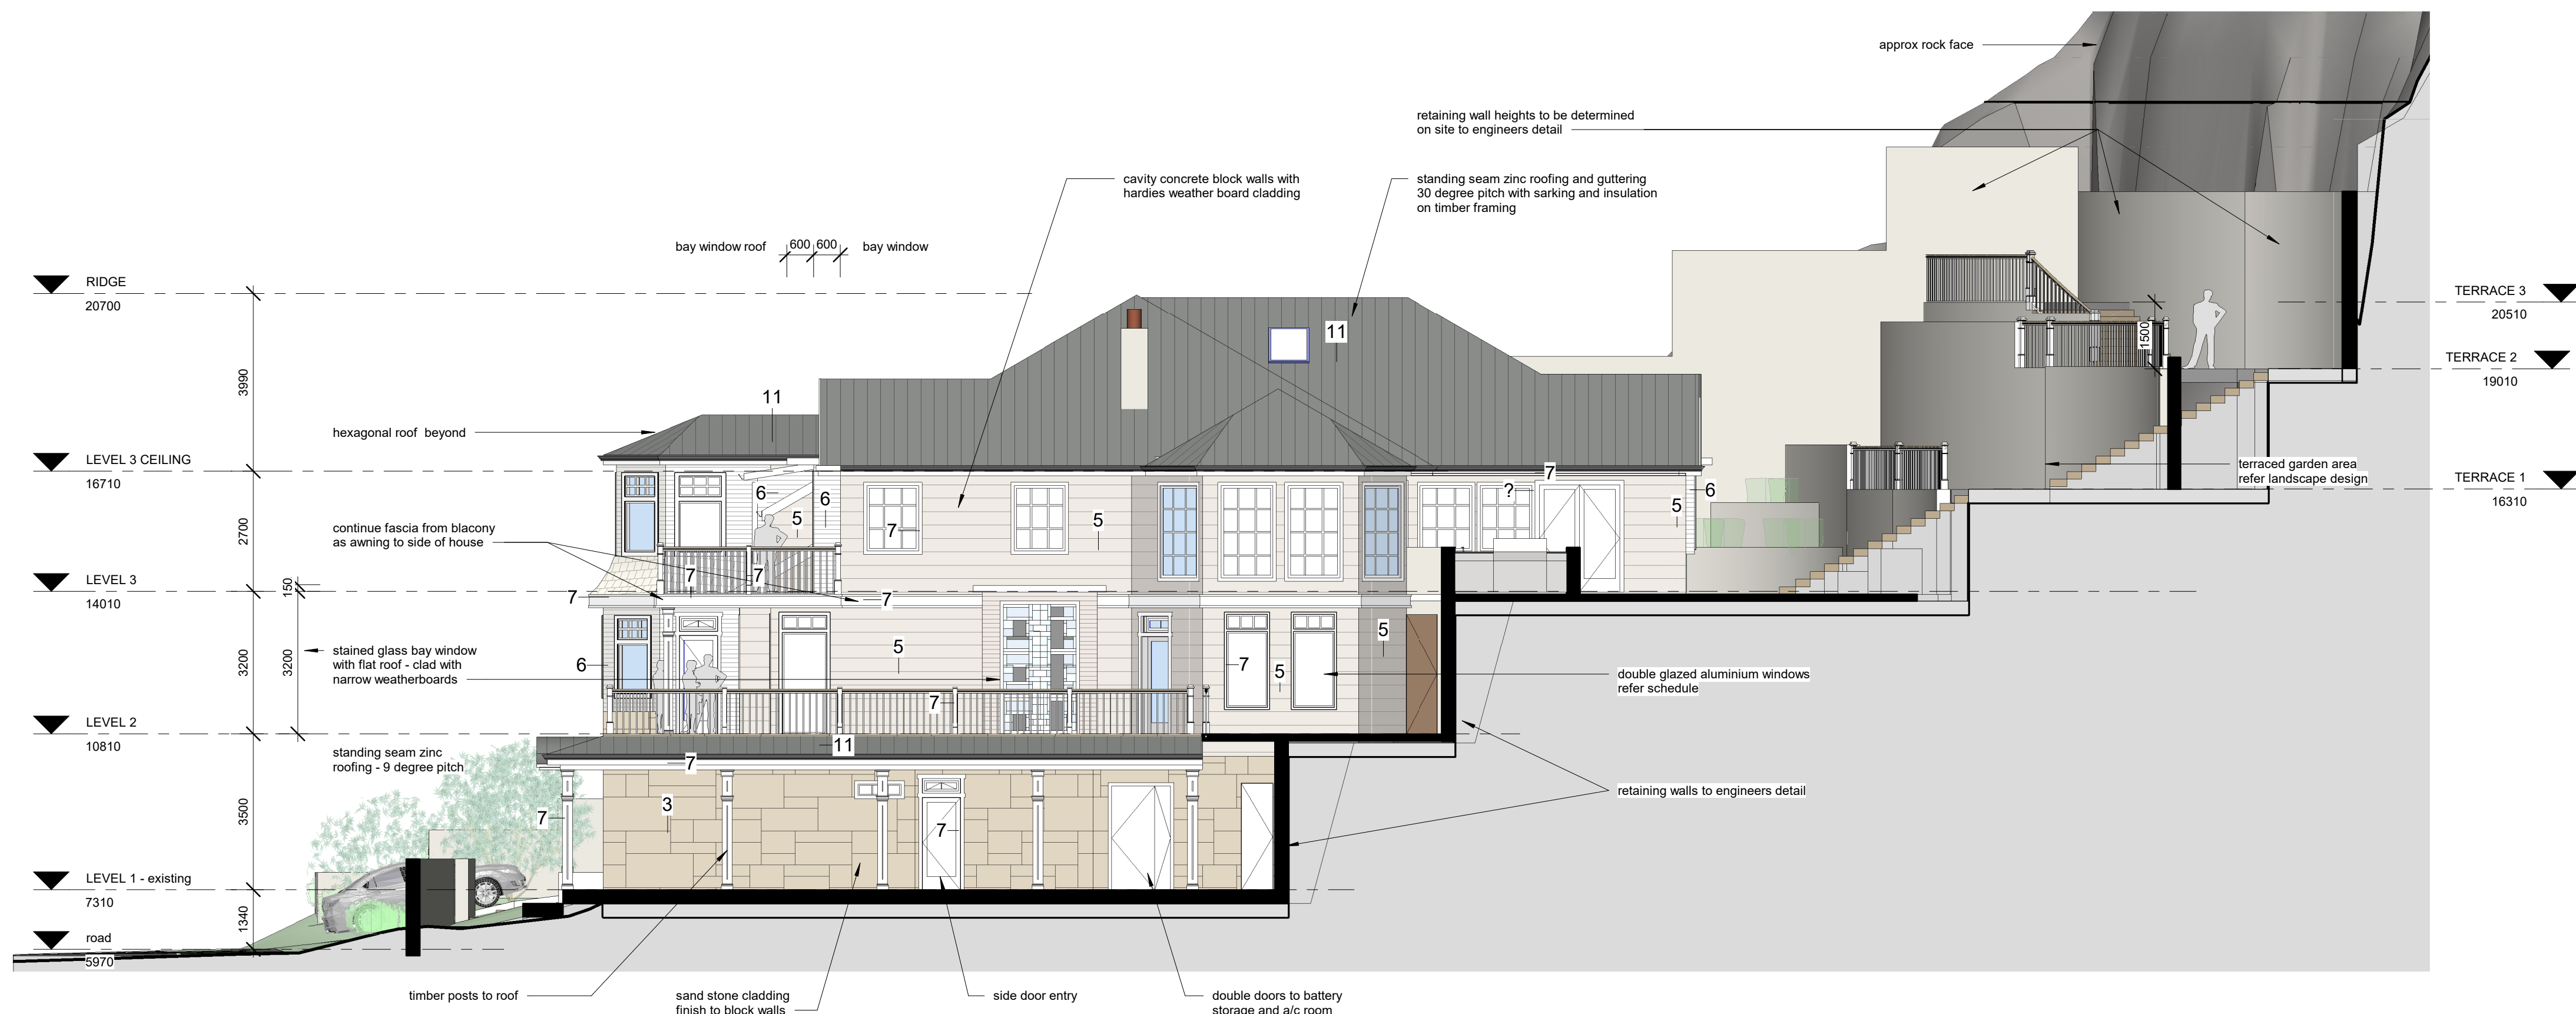 approx rock face
retaining wall heights to be determined
on site to engineers detail
cavity concrete block walls with
hardies weather board cladding
standing seam zinc roofing and guttering
30 degree pitch with sarking and insulation
on timber framing
bay window roof
600
600
bay window
RIDGE
20700
TERRACE 3
20510
11
1500
TERRACE 2
19010
3990
11
hexagonal roof beyond
LEVEL 3 CEILING
16710
terraced garden area
refer landscape design
TERRACE 1
16310
7
?
6
6
6
5
5
5
7
continue fascia from blacony
as awning to side of house
2700
LEVEL 3
14010
150
7
7
7
7
stained glass bay window
with flat roof - clad with
narrow weatherboards
3200
3200
6
5
5
7
5
double glazed aluminium windows
refer schedule
7
LEVEL 2
10810
standing seam zinc
roofing - 9 degree pitch
11
7
retaining walls to engineers detail
3500
3
7
7
LEVEL 1 - existing
7310
1340
road
5970
timber posts to roof
sand stone cladding
finish to block walls
side door entry
double doors to battery
storage and a/c room